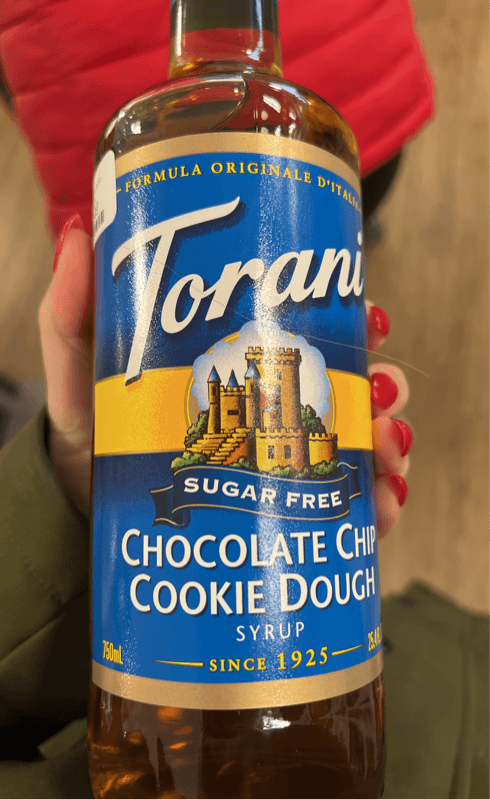 FORMULA ORIGINALE D'ITALIA
Torani
SUGAR FREE
CHOCOLATE CHIP
COOKIE DOUGH
SYRUP
750mL
SINCE 1925